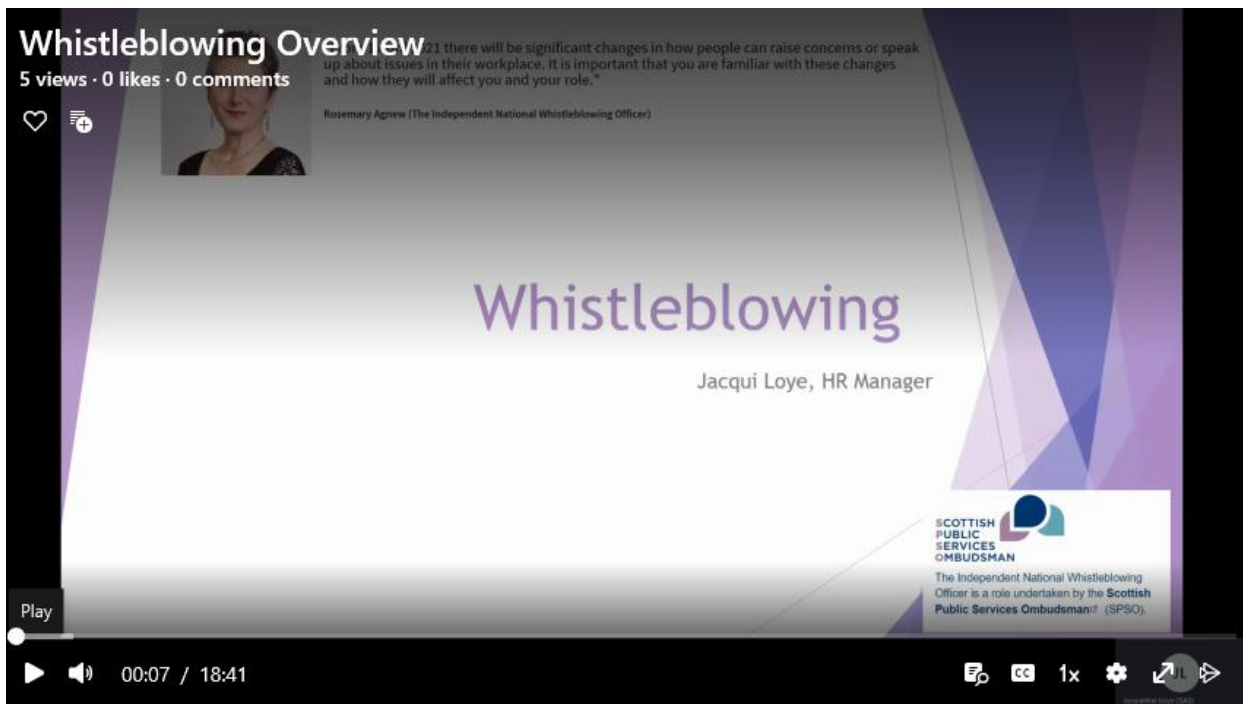 Whistleblowing Overview
5 views · 0 likes · 0 comments
21 there will be significant changes in how people can raise concerns or speak
up about issues in their workplace. It is important that you are familiar with these changes
and how they will affect you and your role."
Rosemary Agnew (The Independent National Whistleblowing Officer)
Whistleblowing
Jacqui Loye, HR Manager
SCOTTISH
PUBLIC
SERVICES
OMBUDSMAN
The Independent National Whistleblowing
Officer is a role undertaken by the Scottish
Public Services Ombudsman (SPSO).
Play
00:07 / 18:41
CC
1x
JL